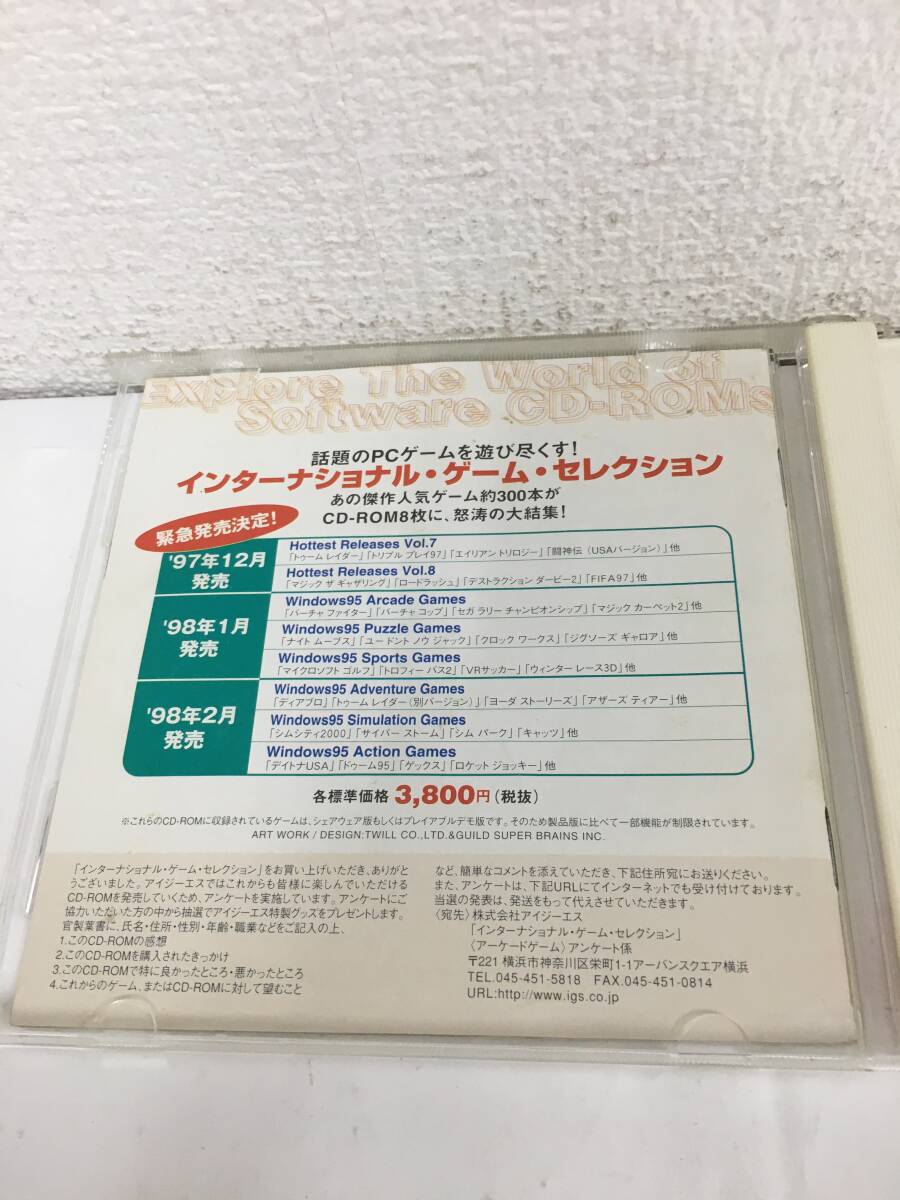 Explore The World of
Software CD-ROMs
話題のPCゲームを遊び尽くす!
インターナショナル・ゲーム・セレクション
あの傑作人気ゲーム約300本が
CD-ROM8枚に、怒涛の大結集!
緊急発売決定!
'97年12月
発売
Hottest Releases Vol.7
「トゥーム レイダー」「トリプル プレイ97」「エイリアン トリロジー」「闘神伝(USAバージョン)」他
Hottest Releases Vol.8
「マジック ザ ギャザリング」「ロードラッシュ」「デストラクション ダービー2」「FIFA97」他
'98年1月
発売
Windows95 Arcade Games
「バーチャ ファイター」「バーチャ コップ」「セガ ラリー チャンピオンシップ」「マジック カーペット2」他
Windows95 Puzzle Games
「ナイト ムーブス」「ユー ドント ノウ ジャック」「クロック ワークス」「ジグソーズ ギャロア」他
Windows95 Sports Games
「マイクロソフト ゴルフ」「トロフィー バス2」「VRサッカー」「ウィンター レース3D」他
'98年2月
発売
Windows95 Adventure Games
「ディアブロ」「トゥーム レイダー(別バージョン)」「ヨーダ ストーリーズ」「アザーズ ティアー」他
Windows95 Simulation Games
「シムシティ2000」「サイバー ストーム」「シム パーク」「キャッツ」他
Windows95 Action Games
「デイトナUSA」「ドゥーム95」「ゲックス」「ロケット ジョッキー」他
各標準価格 3,800円(税抜)
※これらのCD-ROMに収録されているゲームは、シェアウェア版もしくはプレイアブルデモ版です。そのため製品版に比べて一部機能が制限されています。
ART WORK / DESIGN:TWILL CO.,LTD.&GUILD SUPER BRAINS INC.
「インターナショナル・ゲーム・セレクション」をお買い上げいただき、ありがと
うございました。アイジーエスではこれからも皆様に楽しんでいただける
CD-ROMを発売していくため、アンケートを実施しています。アンケートにご
協力いただいた方の中から抽選でアイジーエス特製グッズをプレゼントします。
官製葉書に、氏名・住所・性別・年齢・職業などをご記入の上、
1.このCD-ROMの感想
2.このCD-ROMを購入されたきっかけ
3.このCD-ROMで特に良かったところ・悪かったところ
4.これからのゲーム、またはCD-ROMに対して望むこと
など、簡単なコメントを添えていただき、下記住所宛にお送りください。
また、アンケートは、下記URLにてインターネットでも受け付けております。
当選の発表は、発送をもって代えさせていただきます。
〈宛先〉株式会社アイジーエス
「インターナショナル・ゲーム・セレクション」
〈アーケードゲーム〉アンケート係
〒221 横浜市神奈川区栄町1-1アーバンスクエア横浜
TEL.045-451-5818 FAX.045-451-0814
URL:http://www.igs.co.jp